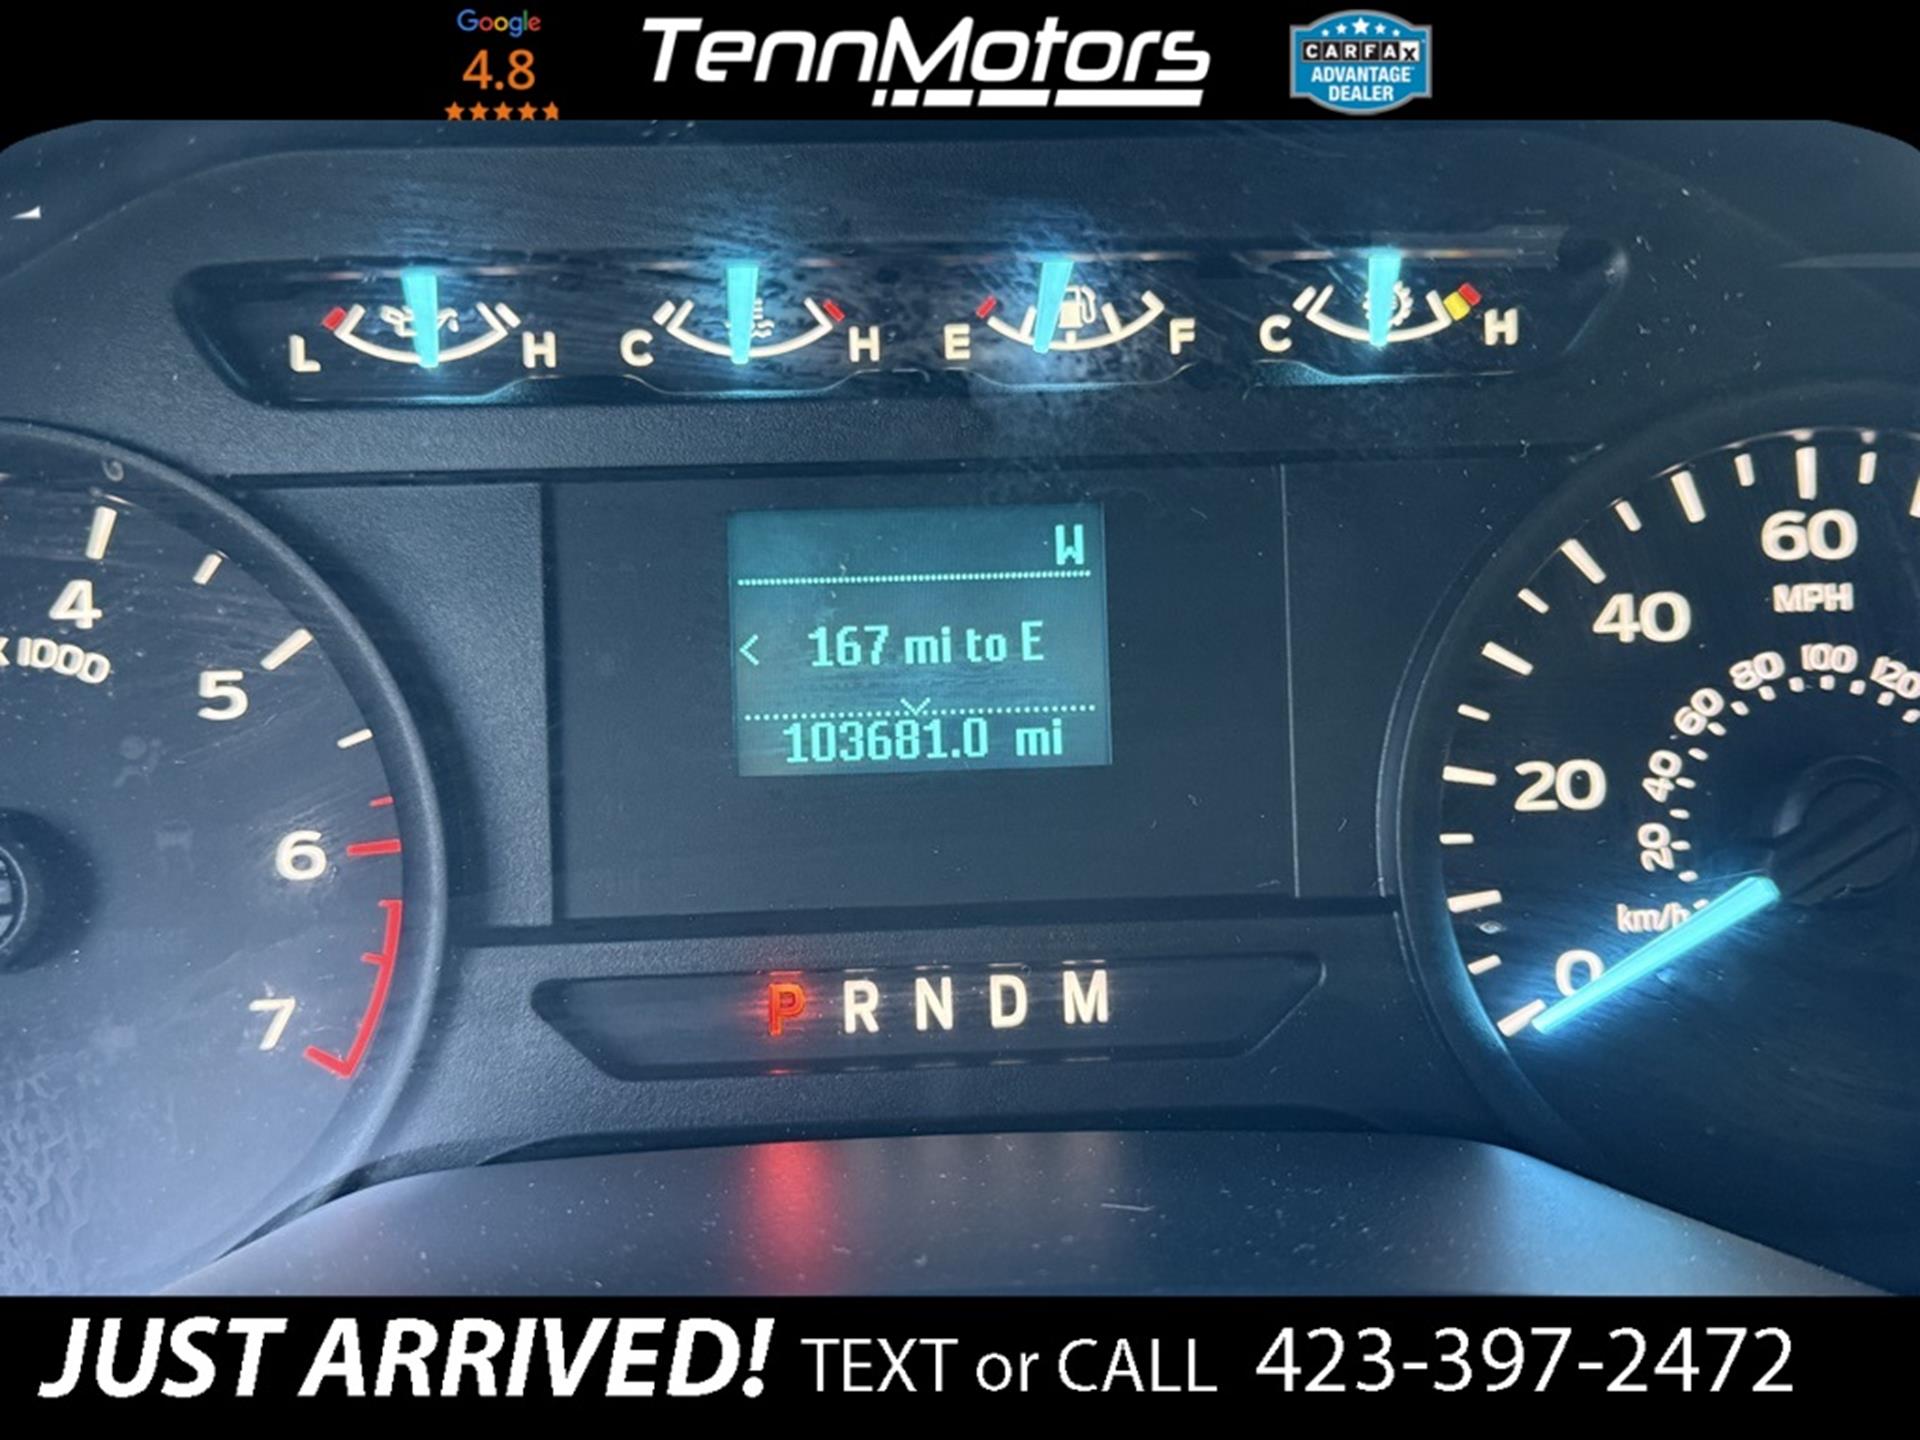 Google
4.8
TennMotors
CARFAX
ADVANTAGE
DEALER
L H C H E F C H
W
< 167 mi to E
103681.0 mi
4
X 1000
5
6
7
P R N D M
0 20 40 60
MPH
20 40 60 80 100 120
km/h
JUST ARRIVED! TEXT or CALL 423-397-2472